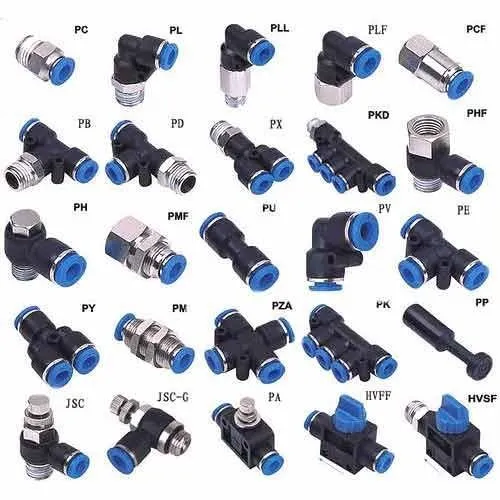 PC PL PLL PLF PCF
PB PD PX PKD PHF
PH PMF PU PV PE
PY PM PZA PK PP
JSC JSC-G PA HVFF HVSF